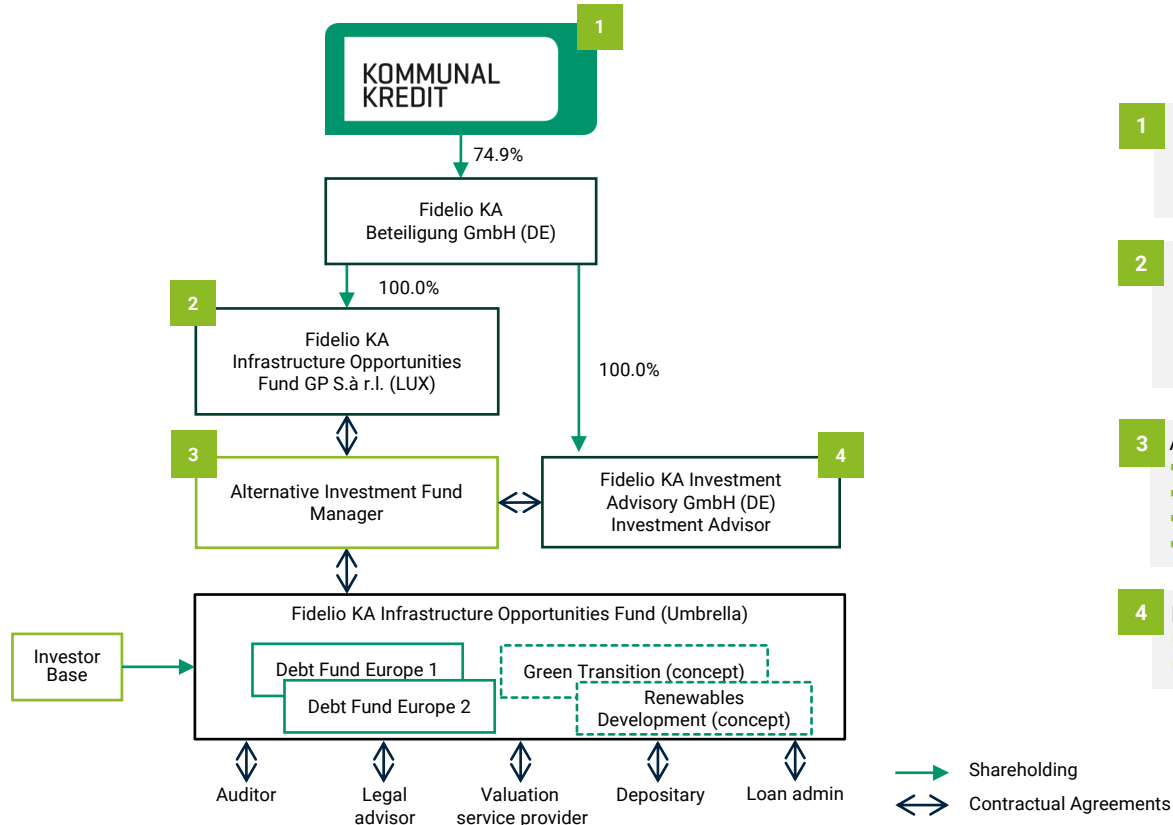 1
KOMMUNAL
KREDIT
74.9%
Fidelio KA
Beteiligung GmbH (DE)
100.0%
2
Fidelio KA
Infrastructure Opportunities
Fund GP S.à r.l. (LUX)
100.0%
3
Alternative Investment Fund
Manager
4
Fidelio KA Investment
Advisory GmbH (DE)
Investment Advisor
Fidelio KA Infrastructure Opportunities Fund (Umbrella)
Investor
Base
Debt Fund Europe 1
Debt Fund Europe 2
Green Transition (concept)
Renewables
Development (concept)
Auditor
Legal
advisor
Valuation
service provider
Depositary
Loan admin
Shareholding
Contractual Agreements
1
2
3
4